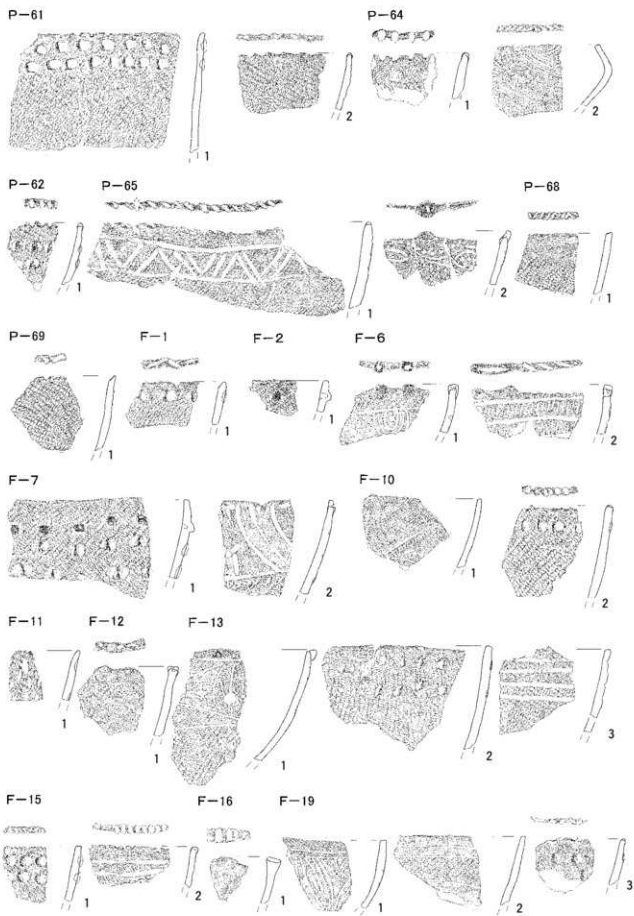 P-61 P-64
1 2 1 2
P-62 P-65 P-68
1 1 2 1
P-69 F-1 F-2 F-6
1 1 1 1 2
F-7 F-10
1 2 1 2
F-11 F-12 F-13
1 1 1 2 3
F-15 F-16 F-19
1 2 1 1 2 3